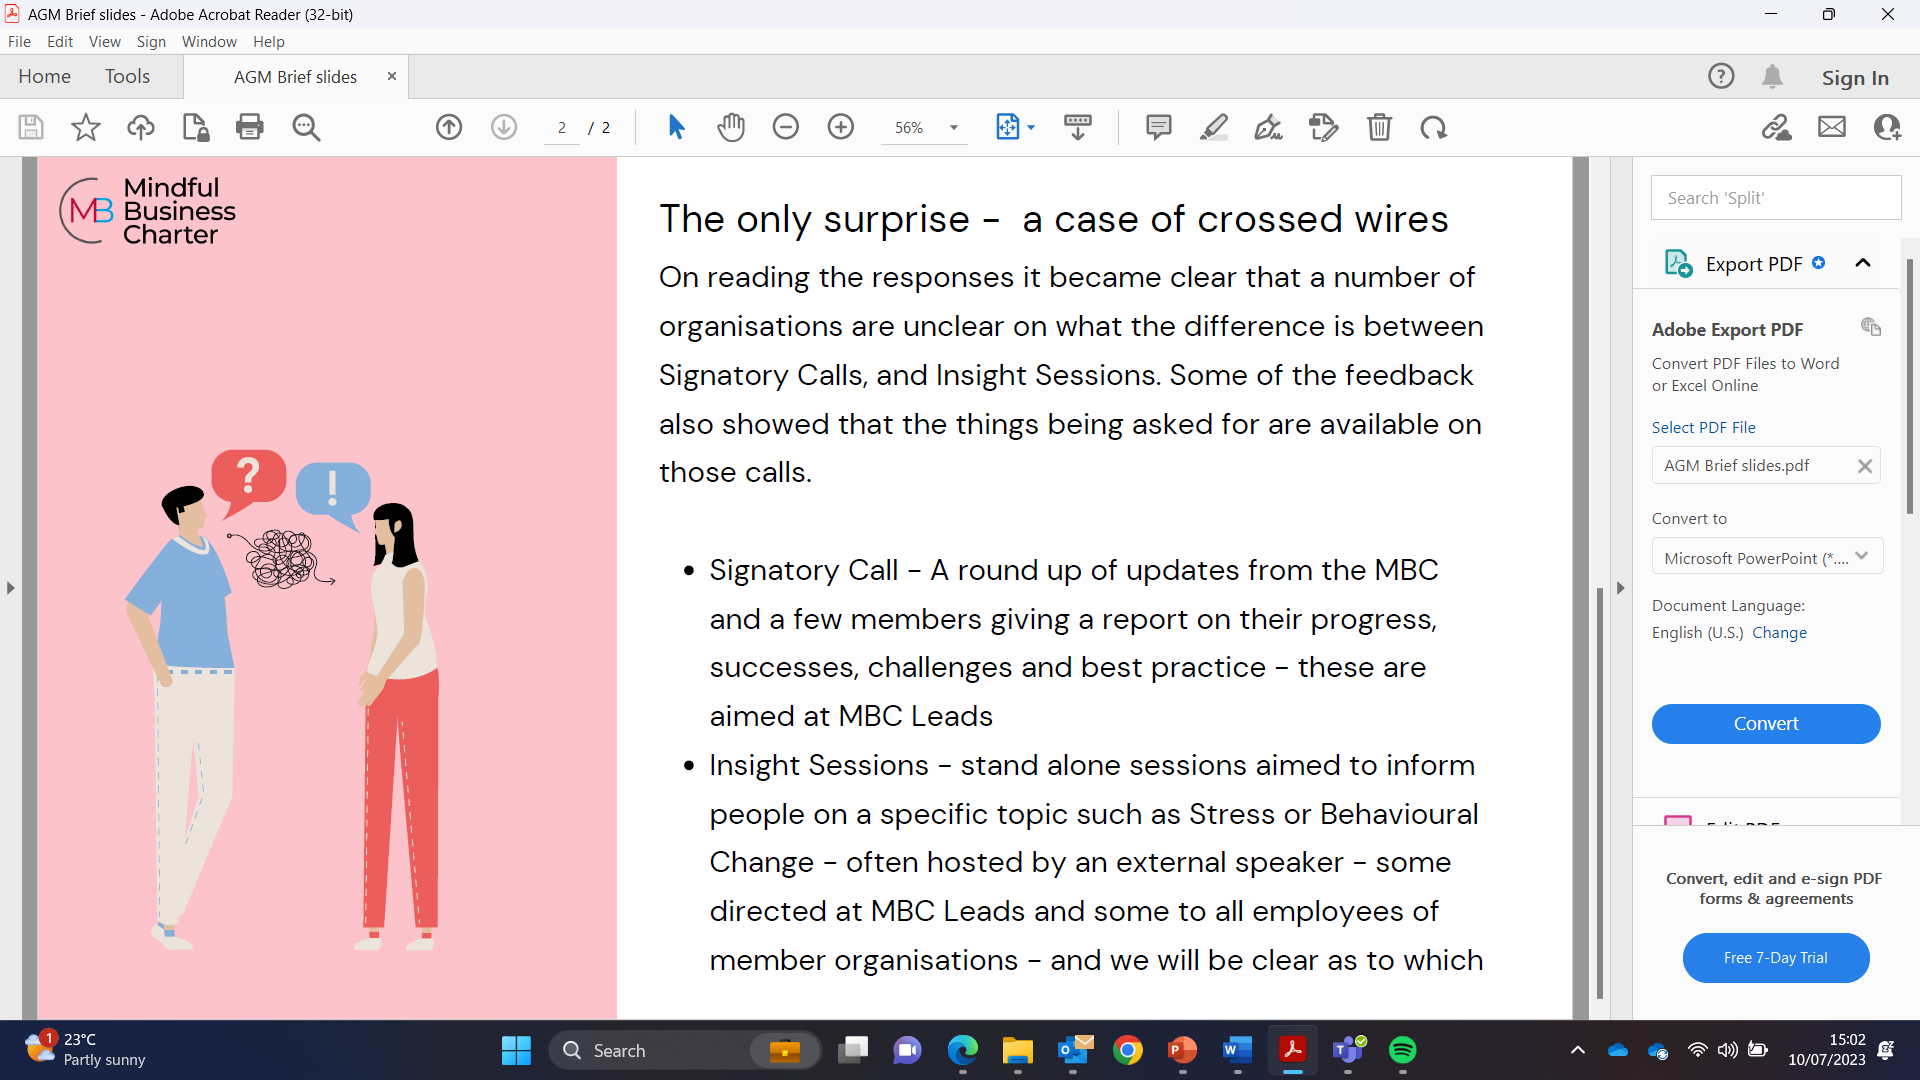 AGM Brief slides - Adobe Acrobat Reader (32-bit)
File Edit View Sign Window Help
Home Tools AGM Brief slides Sign In
2 / 2 56%
Mindful
Business
Charter
MB
The only surprise - a case of crossed wires
On reading the responses it became clear that a number of
organisations are unclear on what the difference is between
Signatory Calls, and Insight Sessions. Some of the feedback
also showed that the things being asked for are available on
those calls.
? !
• Signatory Call - A round up of updates from the MBC
and a few members giving a report on their progress,
successes, challenges and best practice - these are
aimed at MBC Leads
• Insight Sessions - stand alone sessions aimed to inform
people on a specific topic such as Stress or Behavioural
Change - often hosted by an external speaker - some
directed at MBC Leads and some to all employees of
member organisations - and we will be clear as to which
Search 'Split'
Export PDF
Adobe Export PDF
Convert PDF Files to Word
or Excel Online
Select PDF File
AGM Brief slides.pdf
Convert to
Microsoft PowerPoint (*....
Document Language:
English (U.S.) Change
Convert
Convert, edit and e-sign PDF
forms & agreements
Free 7-Day Trial
1
23°C
Partly sunny
Search
15:02
10/07/2023